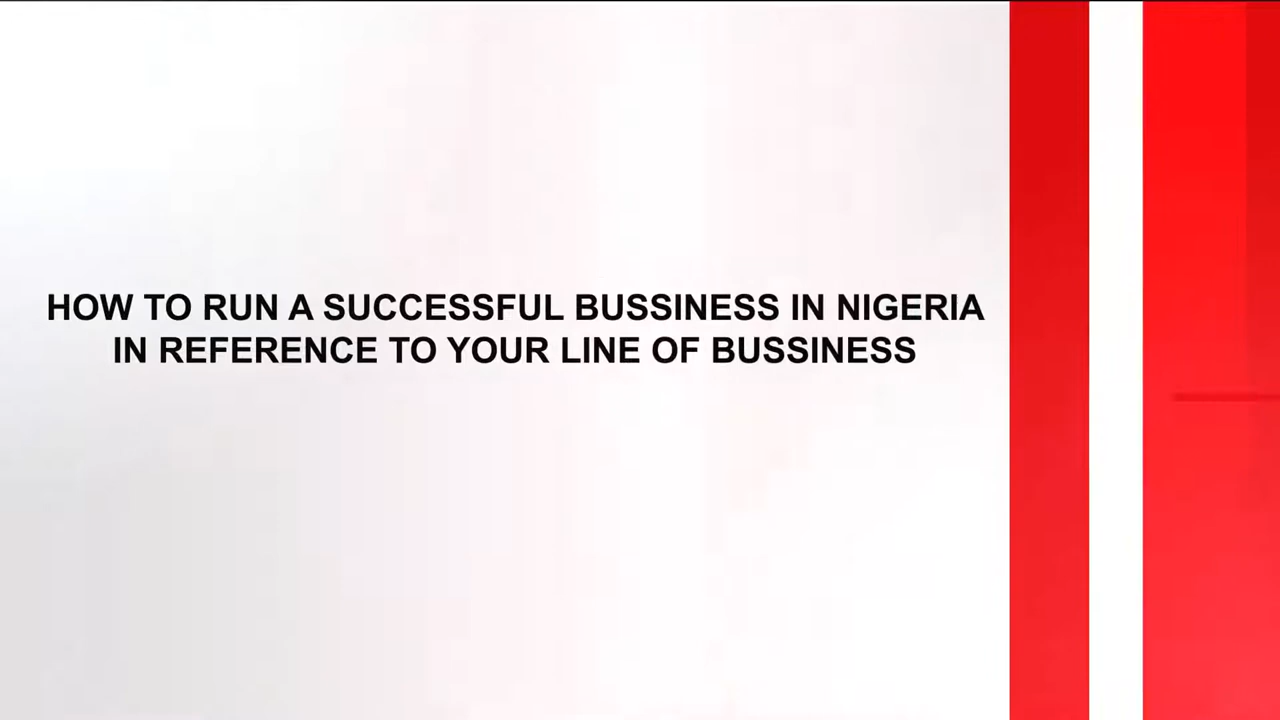 HOW TO RUN A SUCCESSFUL BUSSINESS IN NIGERIA
IN REFERENCE TO YOUR LINE OF BUSSINESS